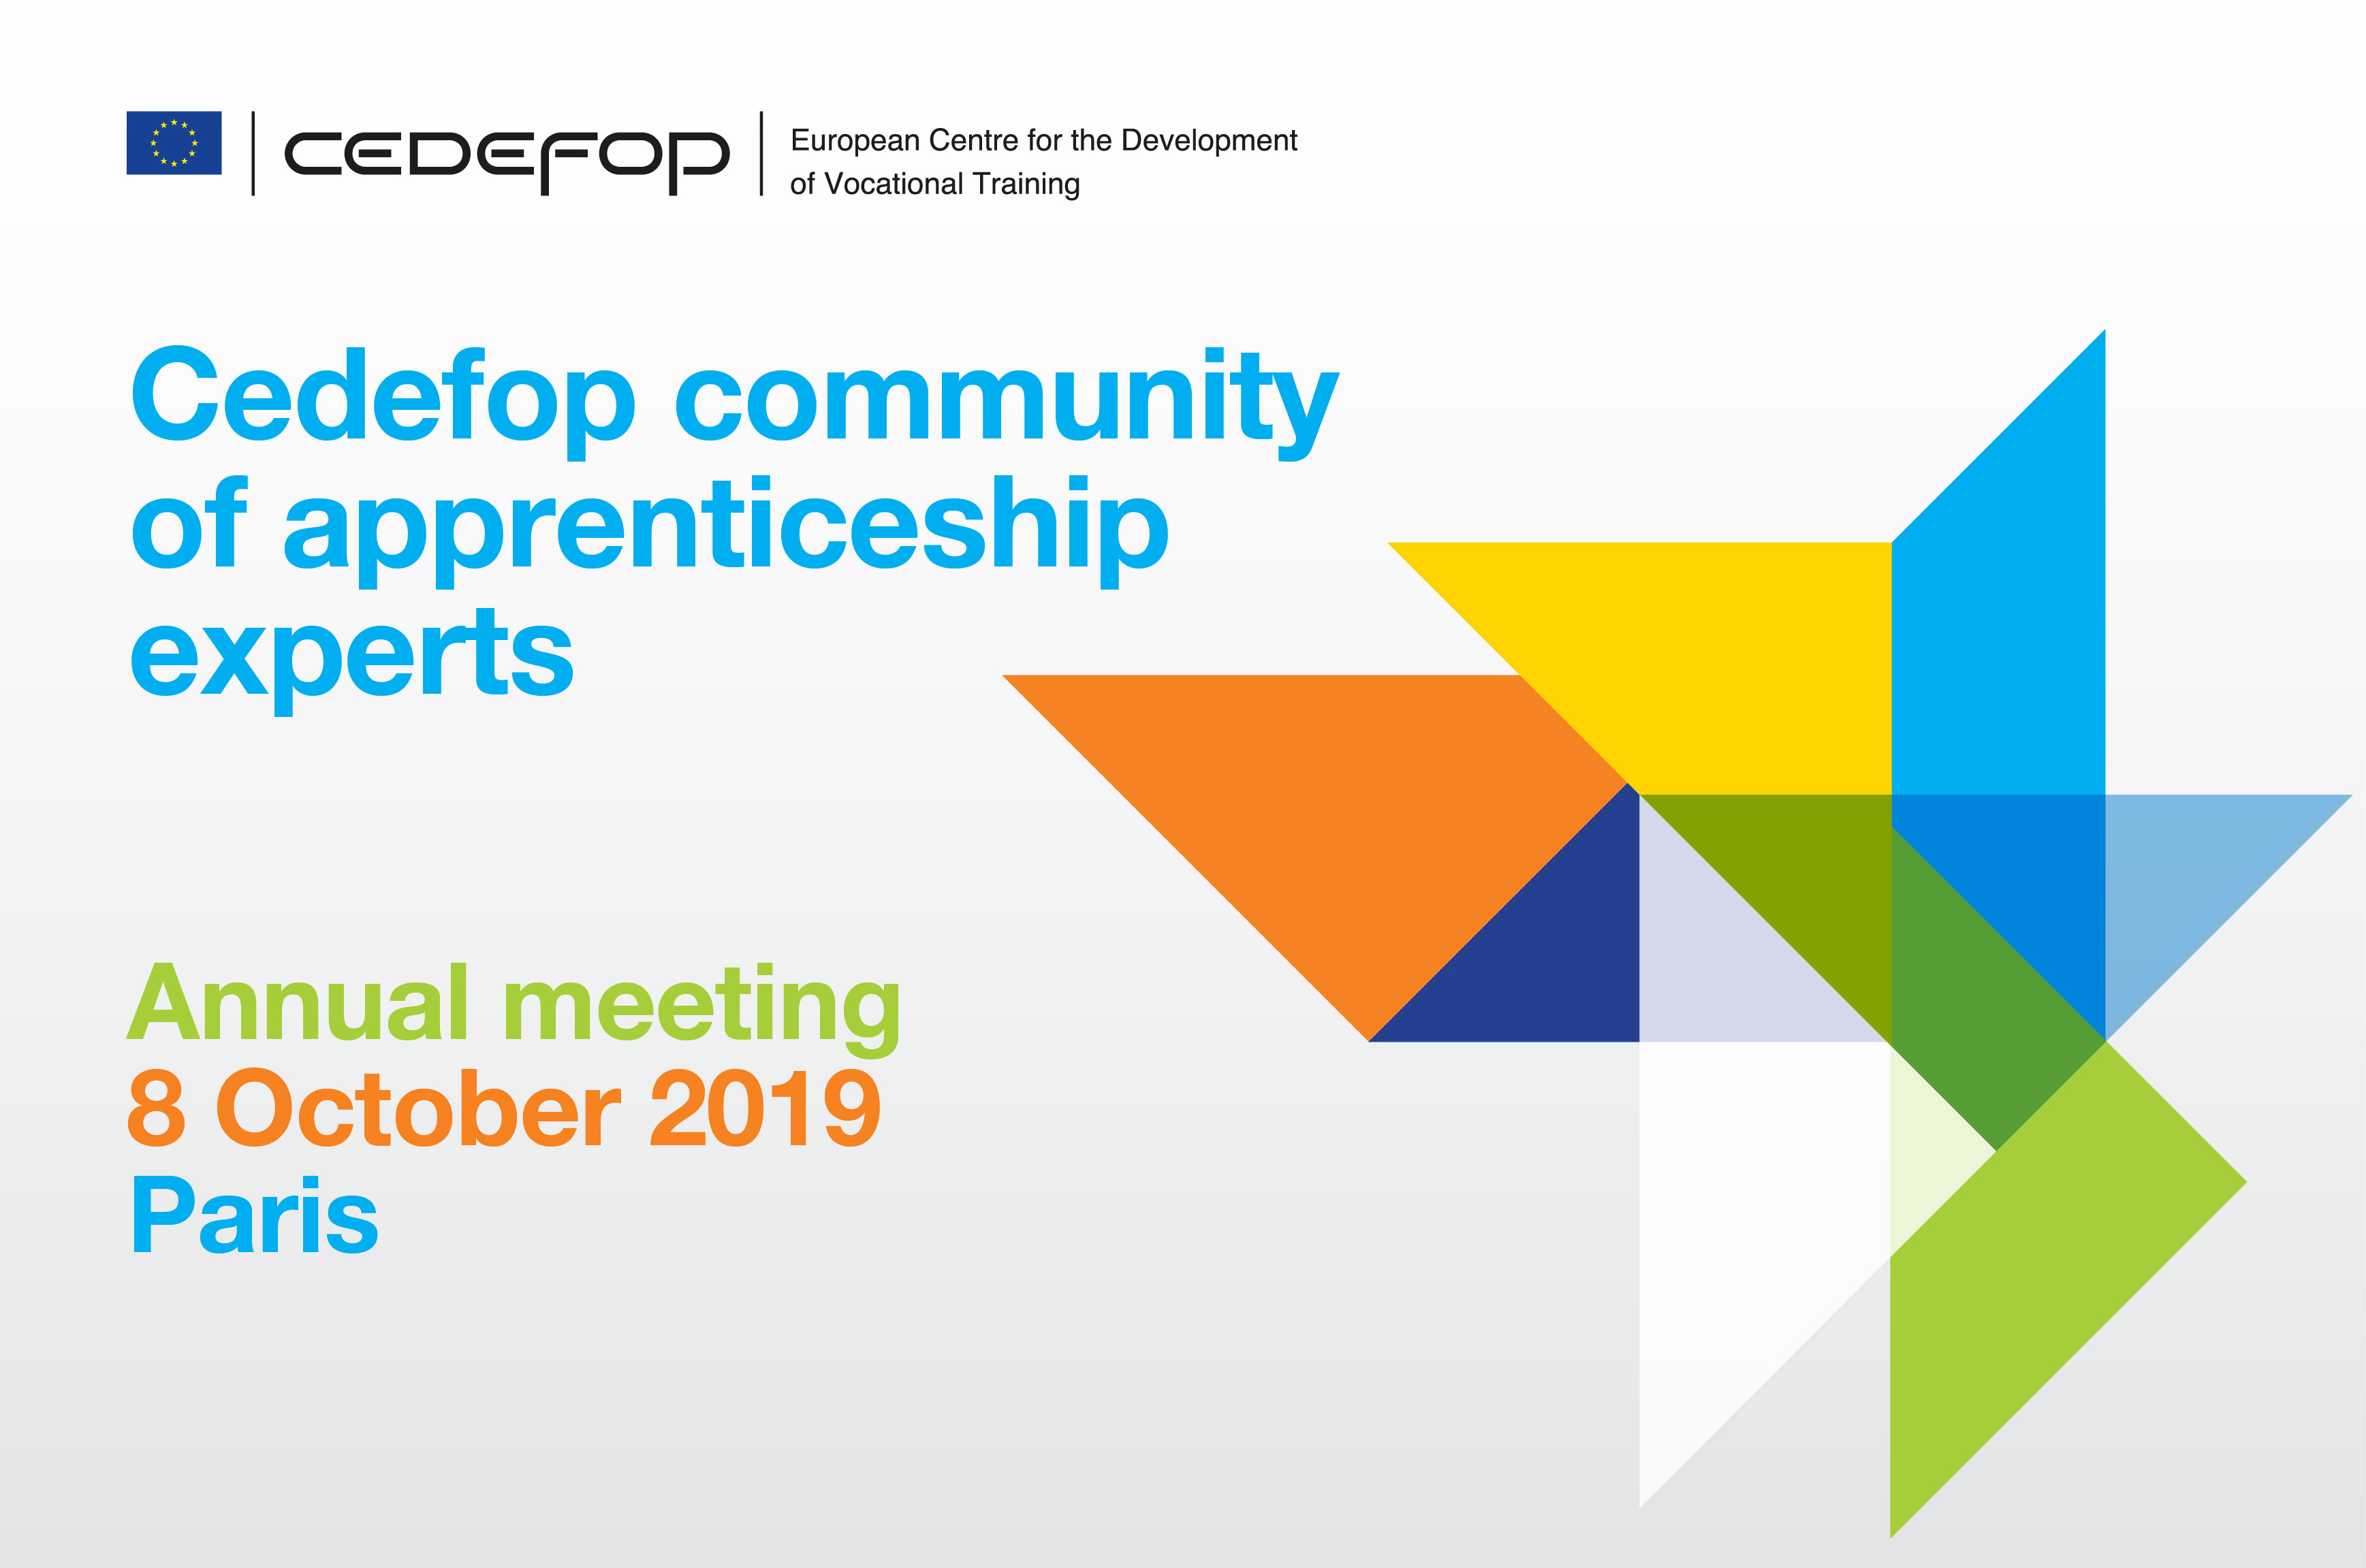 CEDEFOP
European Centre for the Development
of Vocational Training
Cedefop community
of apprenticeship
experts
Annual meeting
8 October 2019
Paris